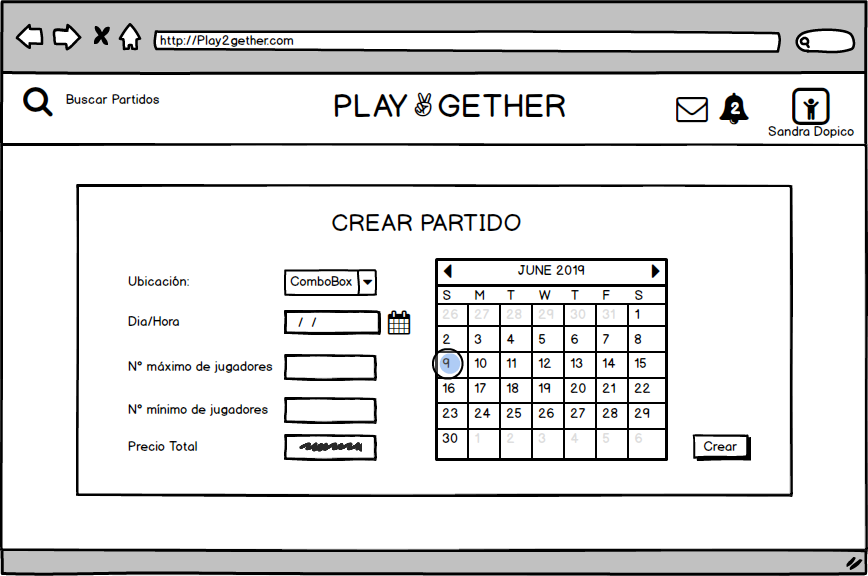 http://Play2gether.com
Buscar Partidos
PLAY✌GETHER
2
Sandra Dopico
CREAR PARTIDO
Ubicación:
ComboBox
Dia/Hora
/ /
Nº máximo de jugadores
Nº mínimo de jugadores
Precio Total
JUNE 2019
S M T W T F S
26 27 28 29 30 31 1
2 3 4 5 6 7 8
9 10 11 12 13 14 15
16 17 18 19 20 21 22
23 24 25 26 27 28 29
30 1 2 3 4 5 6
Crear